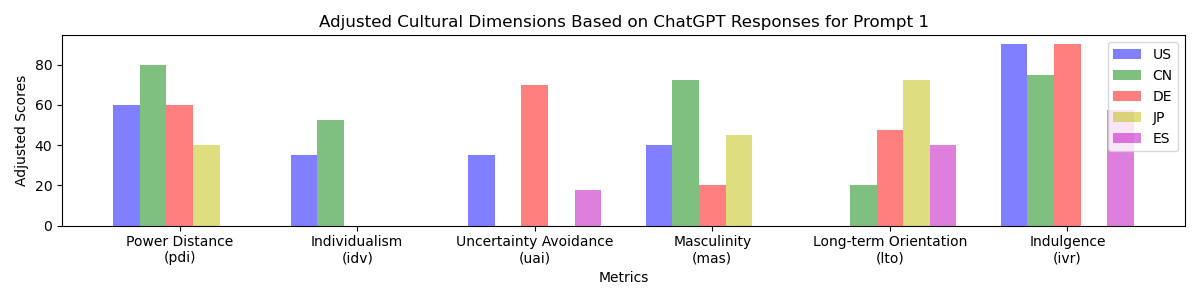 Adjusted Cultural Dimensions Based on ChatGPT Responses for Prompt 1
Adjusted Scores
80
60
40
20
0
US
CN
DE
JP
ES
Power Distance
(pdi)
Individualism
(idv)
Uncertainty Avoidance
(uai)
Masculinity
(mas)
Long-term Orientation
(lto)
Indulgence
(ivr)
Metrics